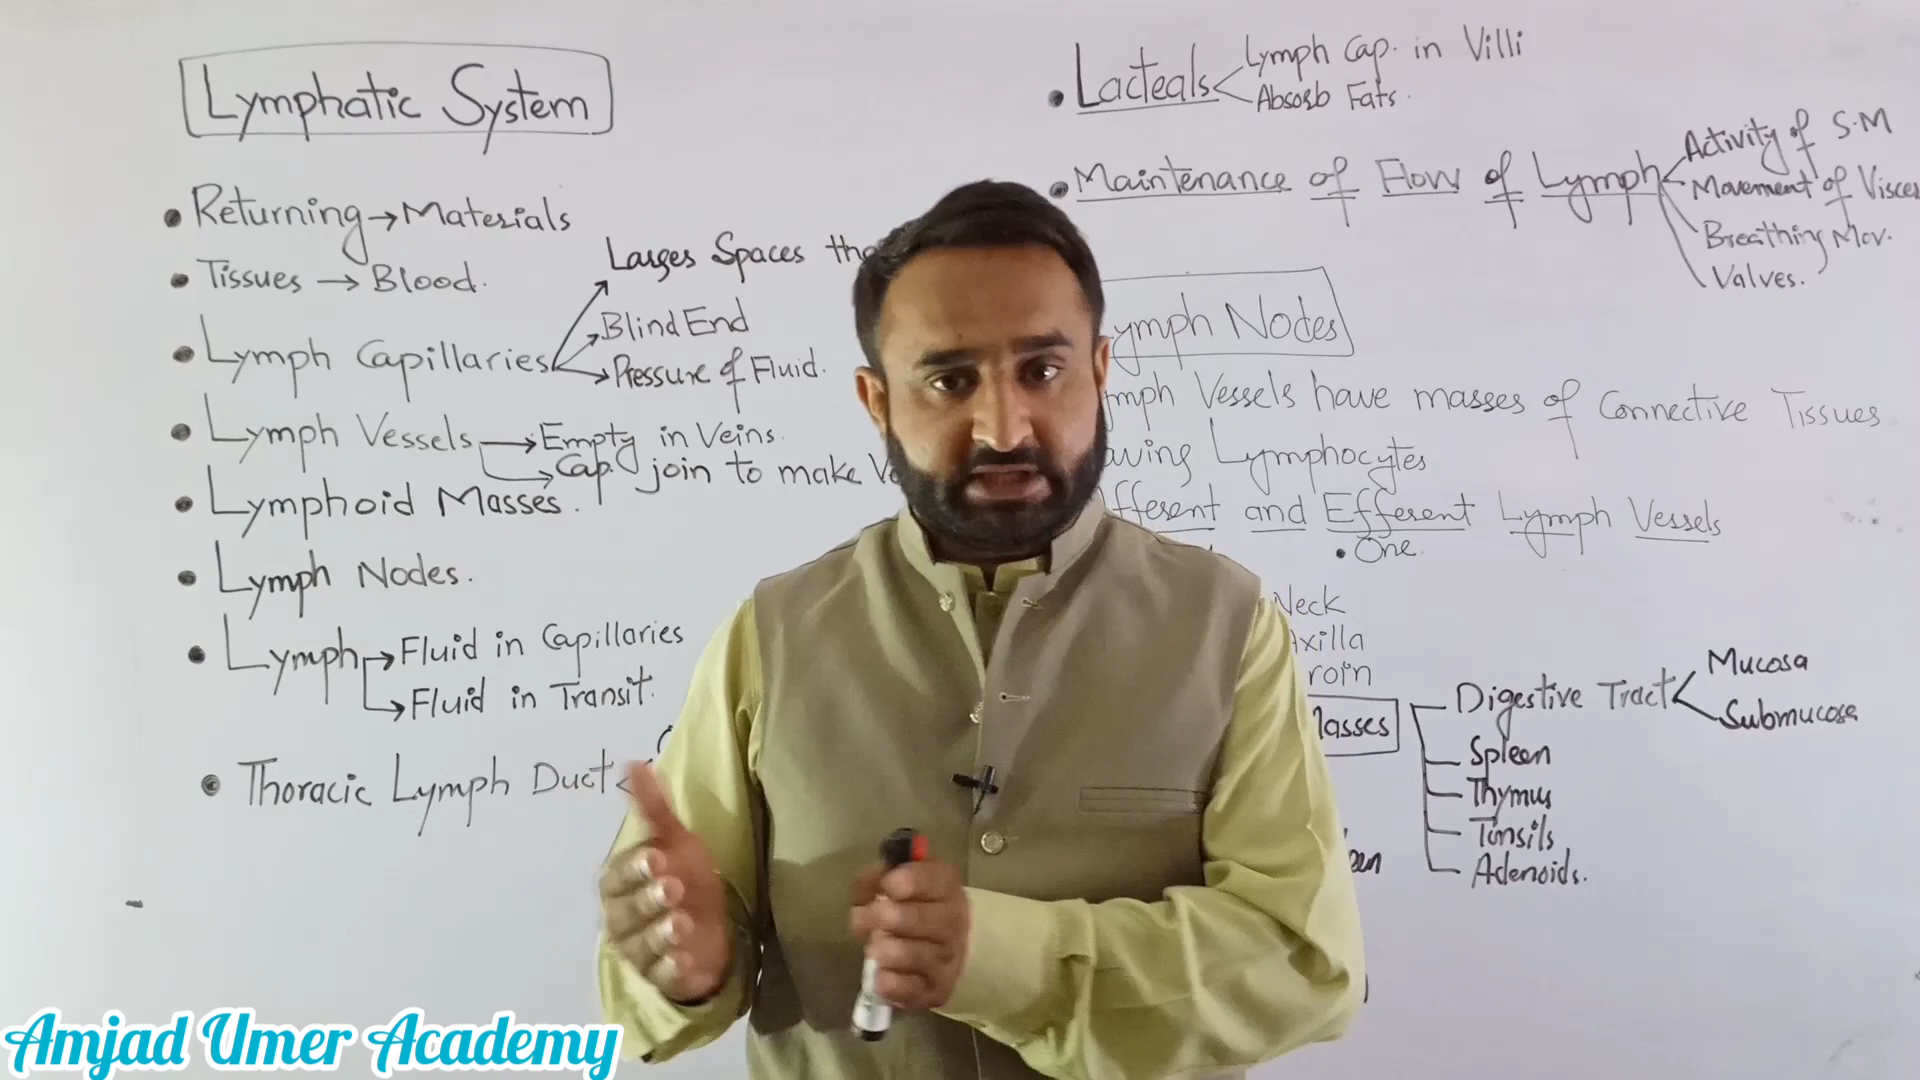 Lymphatic System
• Returning → Materials
• Tissues → Blood.
• Lymph Capillaries
Larges Spaces
Blind End
Pressure of Fluid.
• Lymph Vessels → Empty in Veins.
Cap. join to make
• Lymphoid Masses.
• Lymph Nodes.
• Lymph → Fluid in Capillaries
→ Fluid in Transit.
• Thoracic Lymph Duct
• Lacteals
Lymph Cap. in Villi
Absorb Fats.
• Maintenance of Flow of Lymph
Activity of S.M
Movement of
Breathing Mov.
Valves.
Lymph Nodes
Vessels have masses of Connective Tissues
Lymphocytes
and Efferent Lymph Vessels
• One.
Neck
Axilla
Masses
Digestive Tract
Mucosa
Submucosa
Spleen
Thymus
Tonsils
Adenoids.
Amjad Umer Academy